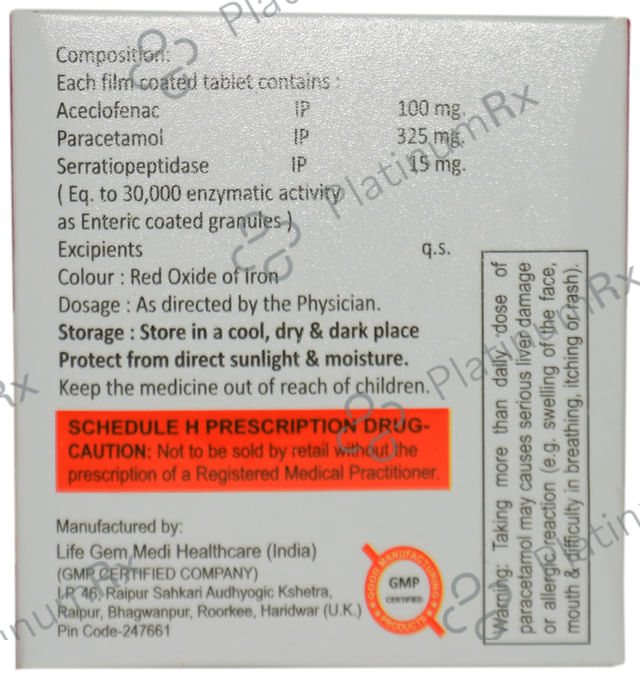 Composition:
Each film coated tablet contains :
Aceclofenac IP 100 mg.
Paracetamol IP 325 mg.
Serratiopeptidase IP 15 mg.
( Eq. to 30,000 enzymatic activity
as Enteric coated granules )
Excipients q.s.
Colour : Red Oxide of Iron
Dosage : As directed by the Physician.
Storage : Store in a cool, dry & dark place
Protect from direct sunlight & moisture.
Keep the medicine out of reach of children.
SCHEDULE H PRESCRIPTION DRUG-
CAUTION: Not to be sold by retail without the
prescription of a Registered Medical Practitioner.
Manufactured by:
Life Gem Medi Healthcare (India)
(GMP CERTIFIED COMPANY)
LR 46, Raipur Sahkari Audhyogic Kshetra,
Raipur, Bhagwanpur, Roorkee, Haridwar (U.K.)
Pin Code-247661
GOOD MANUFACTURING
GMP
CERTIFIED
PRODUCTS
Warning: Taking more than daily dose of
paracetamol may causes serious liver damage
or allergic reaction (e.g. swelling of the face,
mouth & difficulty in breathing, itching or rash).
PlatinumRx
PlatinumRx
PlatinumRx